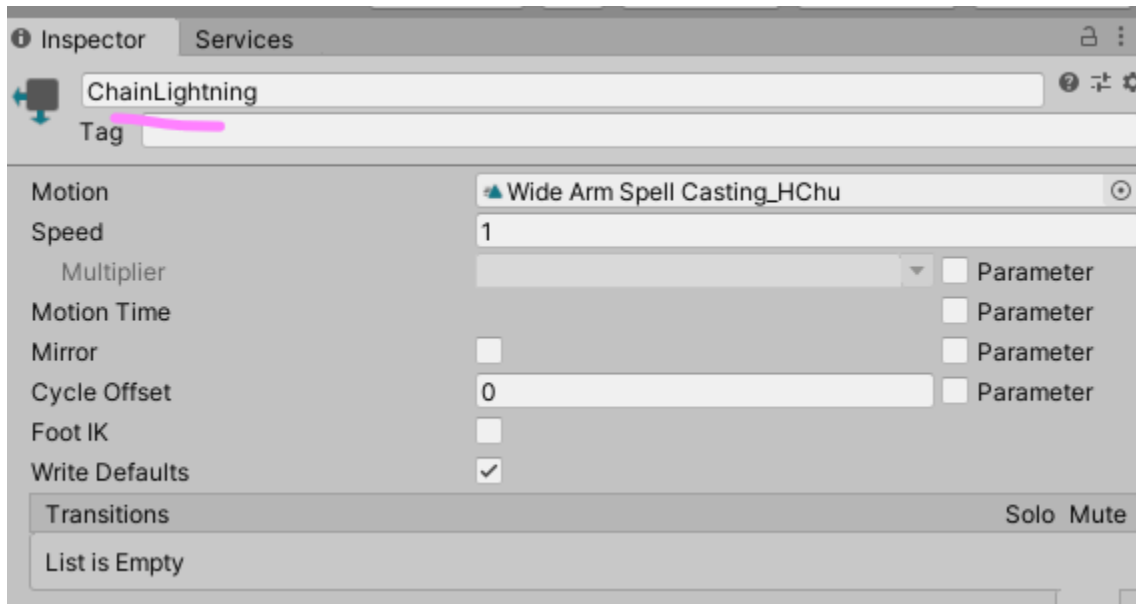 Inspector Services
ChainLightning
Tag
Motion Wide Arm Spell Casting_HChu
Speed 1
Multiplier Parameter
Motion Time Parameter
Mirror Parameter
Cycle Offset 0 Parameter
Foot IK
Write Defaults
Transitions Solo Mute
List is Empty